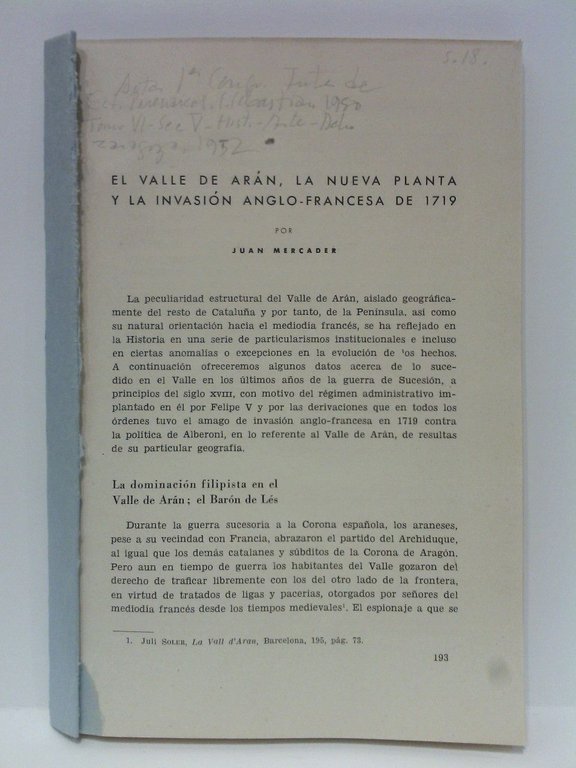 s. 18.
Actas 1er Congr. Inter. de
Est. Pirenaicos. S. Sebastián 1950
Tomo VI - Sec V - Hist.
Zaragoza, 1952
EL VALLE DE ARÁN, LA NUEVA PLANTA
Y LA INVASIÓN ANGLO-FRANCESA DE 1719
POR
JUAN MERCADER
La peculiaridad estructural del Valle de Arán, aislado geográfica-
mente del resto de Cataluña y por tanto, de la Península, así como
su natural orientación hacia el mediodía francés, se ha reflejado en
la Historia en una serie de particularismos institucionales e incluso
en ciertas anomalías o excepciones en la evolución de 'os hechos.
A continuación ofreceremos algunos datos acerca de lo suce-
dido en el Valle en los últimos años de la guerra de Sucesión, a
principios del siglo XVIII, con motivo del régimen administrativo im-
plantado en él por Felipe V y por las derivaciones que en todos los
órdenes tuvo el amago de invasión anglo-francesa en 1719 contra
la política de Alberoni, en lo referente al Valle de Arán, de resultas
de su particular geografía.
La dominación filipista en el
Valle de Arán; el Barón de Lés
Durante la guerra sucesoria a la Corona española, los araneses,
pese a su vecindad con Francia, abrazaron el partido del Archiduque,
al igual que los demás catalanes y súbditos de la Corona de Aragón.
Pero aun en tiempo de guerra los habitantes del Valle gozaron del
derecho de traficar libremente con los del otro lado de la frontera,
en virtud de tratados de ligas y pacerías, otorgados por señores del
mediodía francés desde los tiempos medievales¹. El espionaje a que se
1. Juli SOLER, La Vall d'Aran, Barcelona, 195, pág. 73.
193